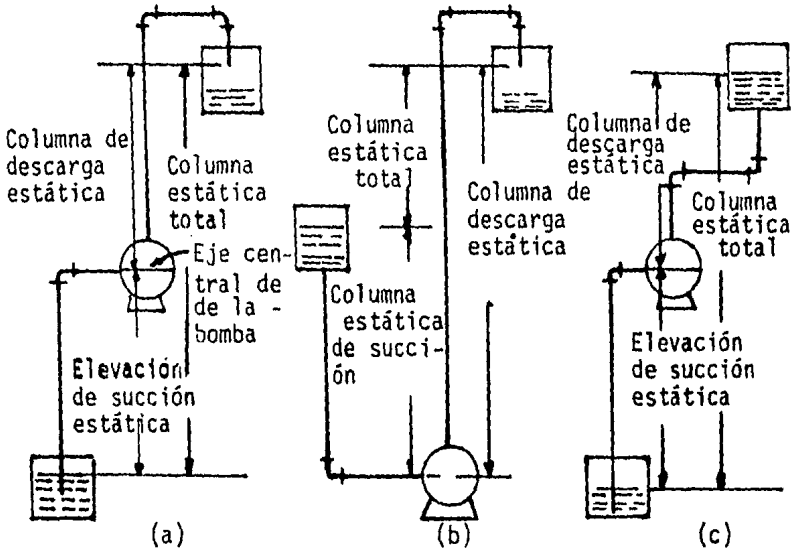 Columna de
descarga
estática
Columna
estática
total
Eje cen-
tral de
de la -
bomba
Elevación
de succión
estática
(a)
Columna
estática
total
Columna
de
descarga
estática
Columna
estática
de succi-
ón
(b)
Columna de
descarga
estática
Columna
estática
total
Elevación
de succión
estática
(c)